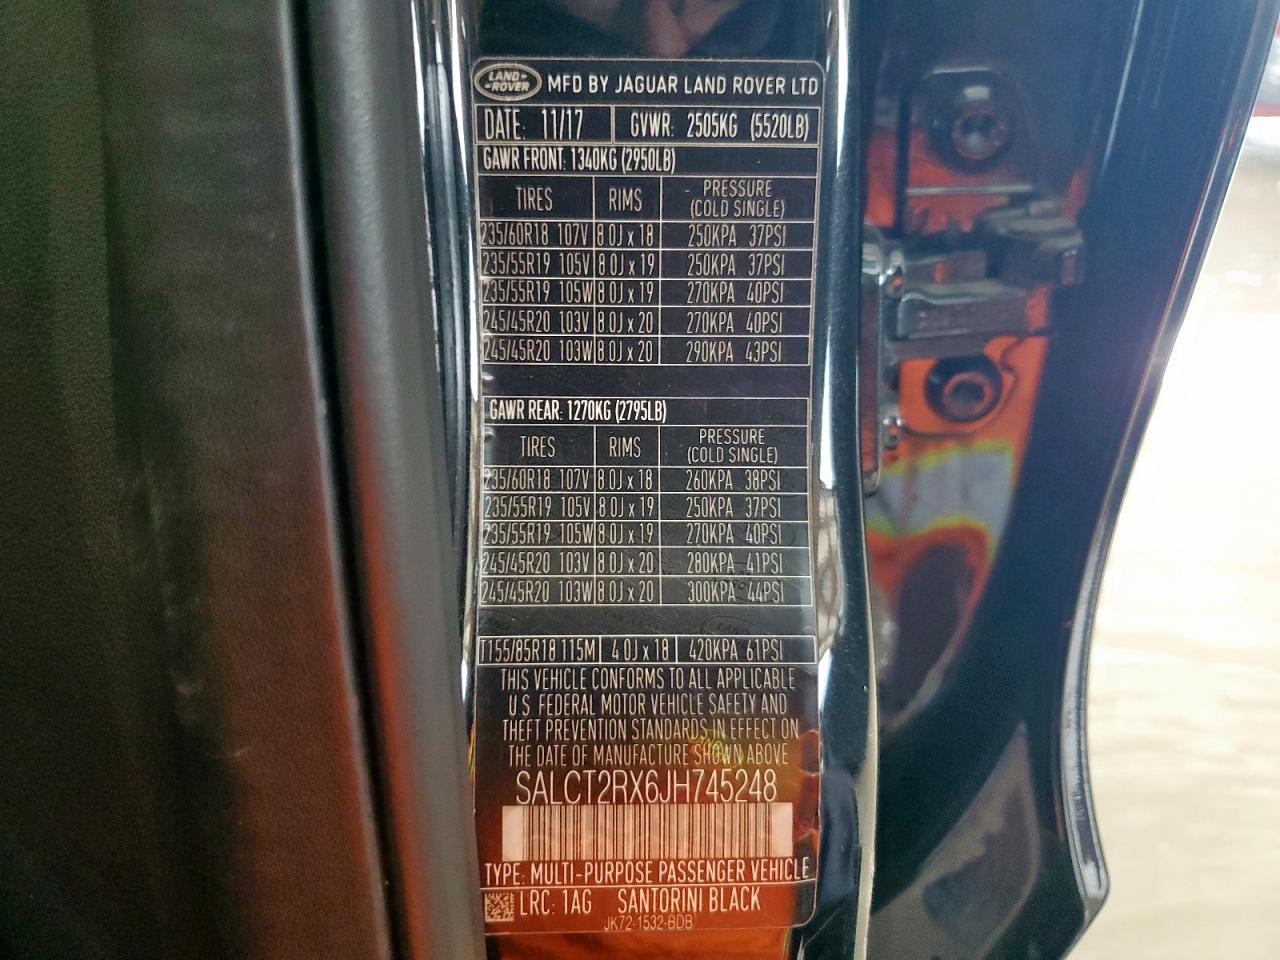 LAND-ROVER MFD BY JAGUAR LAND ROVER LTD
DATE: 11/17 GVWR: 2505KG (5520LB)
GAWR FRONT: 1340KG (2950LB)
TIRES RIMS PRESSURE (COLD SINGLE)
235/60R18 107V 8.0J x 18 250KPA 37PSI
235/55R19 105V 8.0J x 19 250KPA 37PSI
235/55R19 105W 8.0J x 19 270KPA 40PSI
245/45R20 103V 8.0J x 20 270KPA 40PSI
245/45R20 103W 8.0J x 20 290KPA 43PSI
GAWR REAR: 1270KG (2795LB)
TIRES RIMS PRESSURE (COLD SINGLE)
235/60R18 107V 8.0J x 18 260KPA 38PSI
235/55R19 105V 8.0J x 19 250KPA 37PSI
235/55R19 105W 8.0J x 19 270KPA 40PSI
245/45R20 103V 8.0J x 20 280KPA 41PSI
245/45R20 103W 8.0J x 20 300KPA 44PSI
T155/85R18 115M 4.0J x 18 420KPA 61PSI
THIS VEHICLE CONFORMS TO ALL APPLICABLE
U.S. FEDERAL MOTOR VEHICLE SAFETY AND
THEFT PREVENTION STANDARDS IN EFFECT ON
THE DATE OF MANUFACTURE SHOWN ABOVE
SALCT2RX6JH745248
TYPE: MULTI-PURPOSE PASSENGER VEHICLE
LRC: 1AG SANTORINI BLACK
JK72-1532-BDB